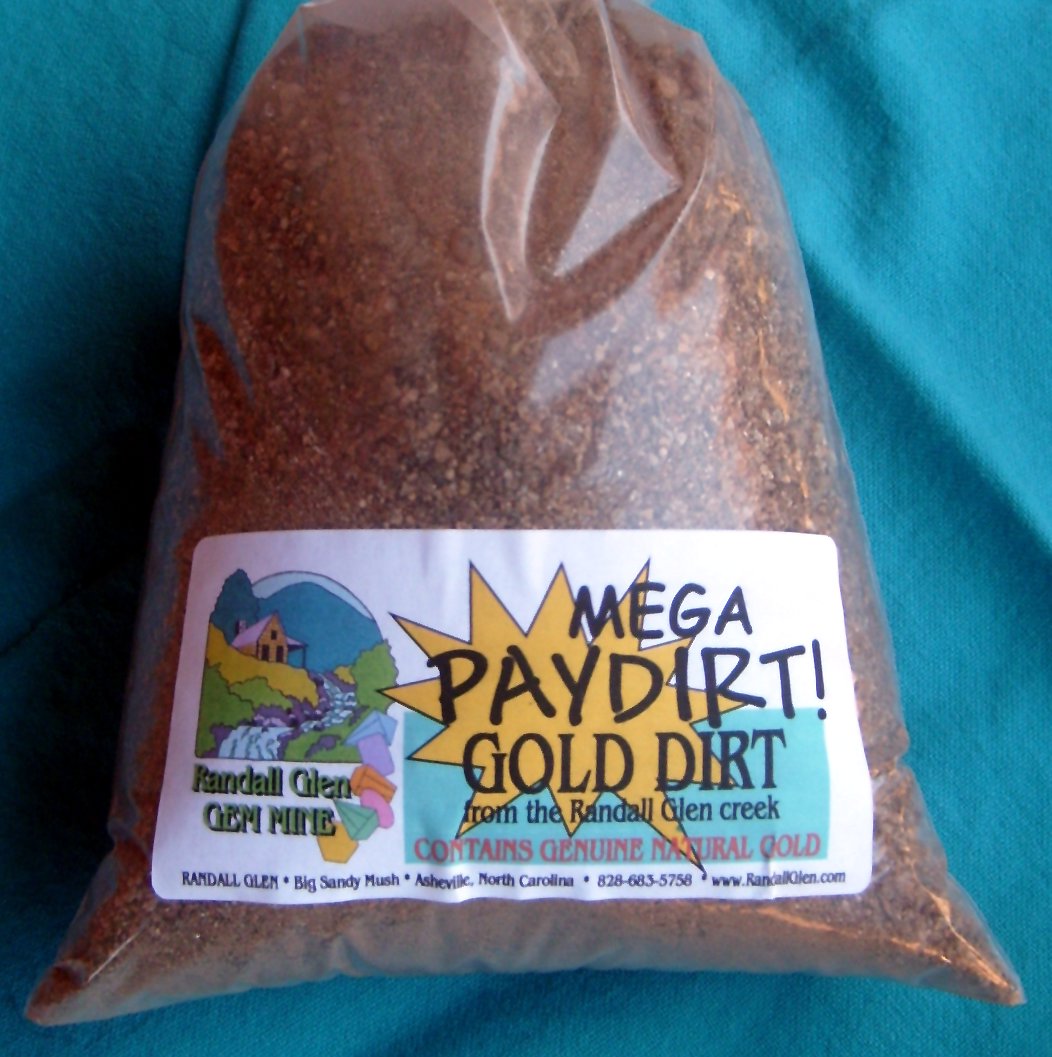 MEGA
PAYDIRT!
GOLD DIRT
from the Randall Glen creek
CONTAINS GENUINE NATURAL GOLD
Randall Glen
GEM MINE
RANDALL GLEN * Big Sandy Mush * Asheville, North Carolina * 828-683-5758 * www.RandallGlen.com